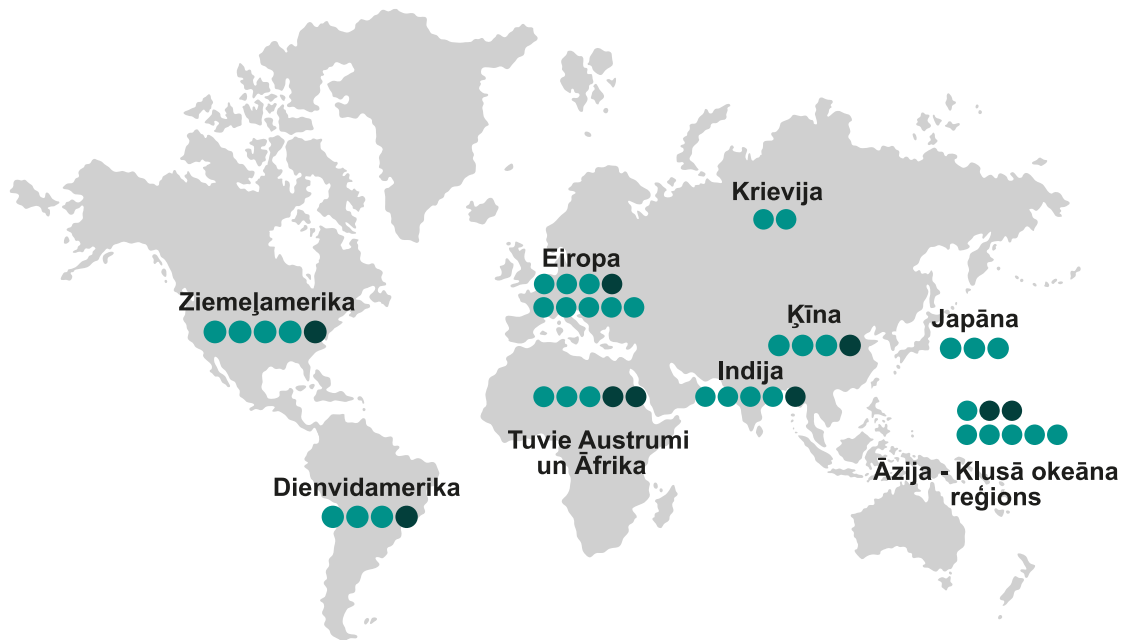 Krievija
Eiropa
Ziemeļamerika
Ķīna
Japāna
Indija
Tuvie Austrumi
un Āfrika
Āzija - Klusā okeāna
reģions
Dienvidamerika